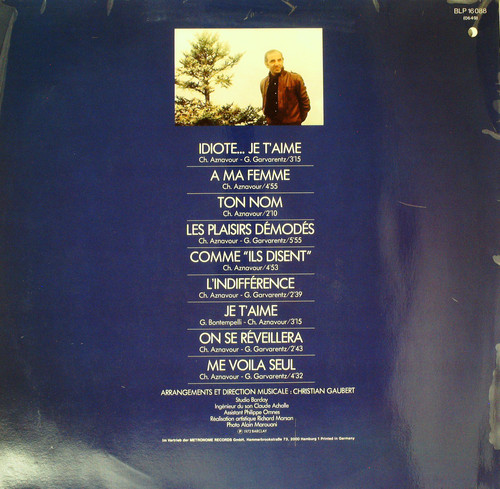 BLP 16 088
(0A-49)
IDIOTE... JE T'AIME
Ch. Aznavour - G. Garvarentz/3'15
A MA FEMME
Ch. Aznavour/4'55
TON NOM
Ch. Aznavour/2'10
LES PLAISIRS DÉMODÉS
Ch. Aznavour - G. Garvarentz/5'55
COMME "ILS DISENT"
Ch. Aznavour/4'53
L'INDIFFÉRENCE
Ch. Aznavour - G. Garvarentz/2'39
JE T'AIME
G. Bontempelli - Ch. Aznavour/3'15
ON SE RÉVEILLERA
Ch. Aznavour - G. Garvarentz/2'43
ME VOILA SEUL
Ch. Aznavour - G. Garvarentz/4'32
ARRANGEMENTS ET DIRECTION MUSICALE : CHRISTIAN GAUBERT
Studio Barclay
Ingénieur du son Claude Achalle
Assistant Philippe Omnes
Réalisation artistique Richard Marsan
Photo Alain Marouani
Ⓟ 1972 BARCLAY
Im Vertrieb der METRONOME RECORDS GmbH, Hammerbrookstraße 73, 2000 Hamburg 1 Printed in Germany